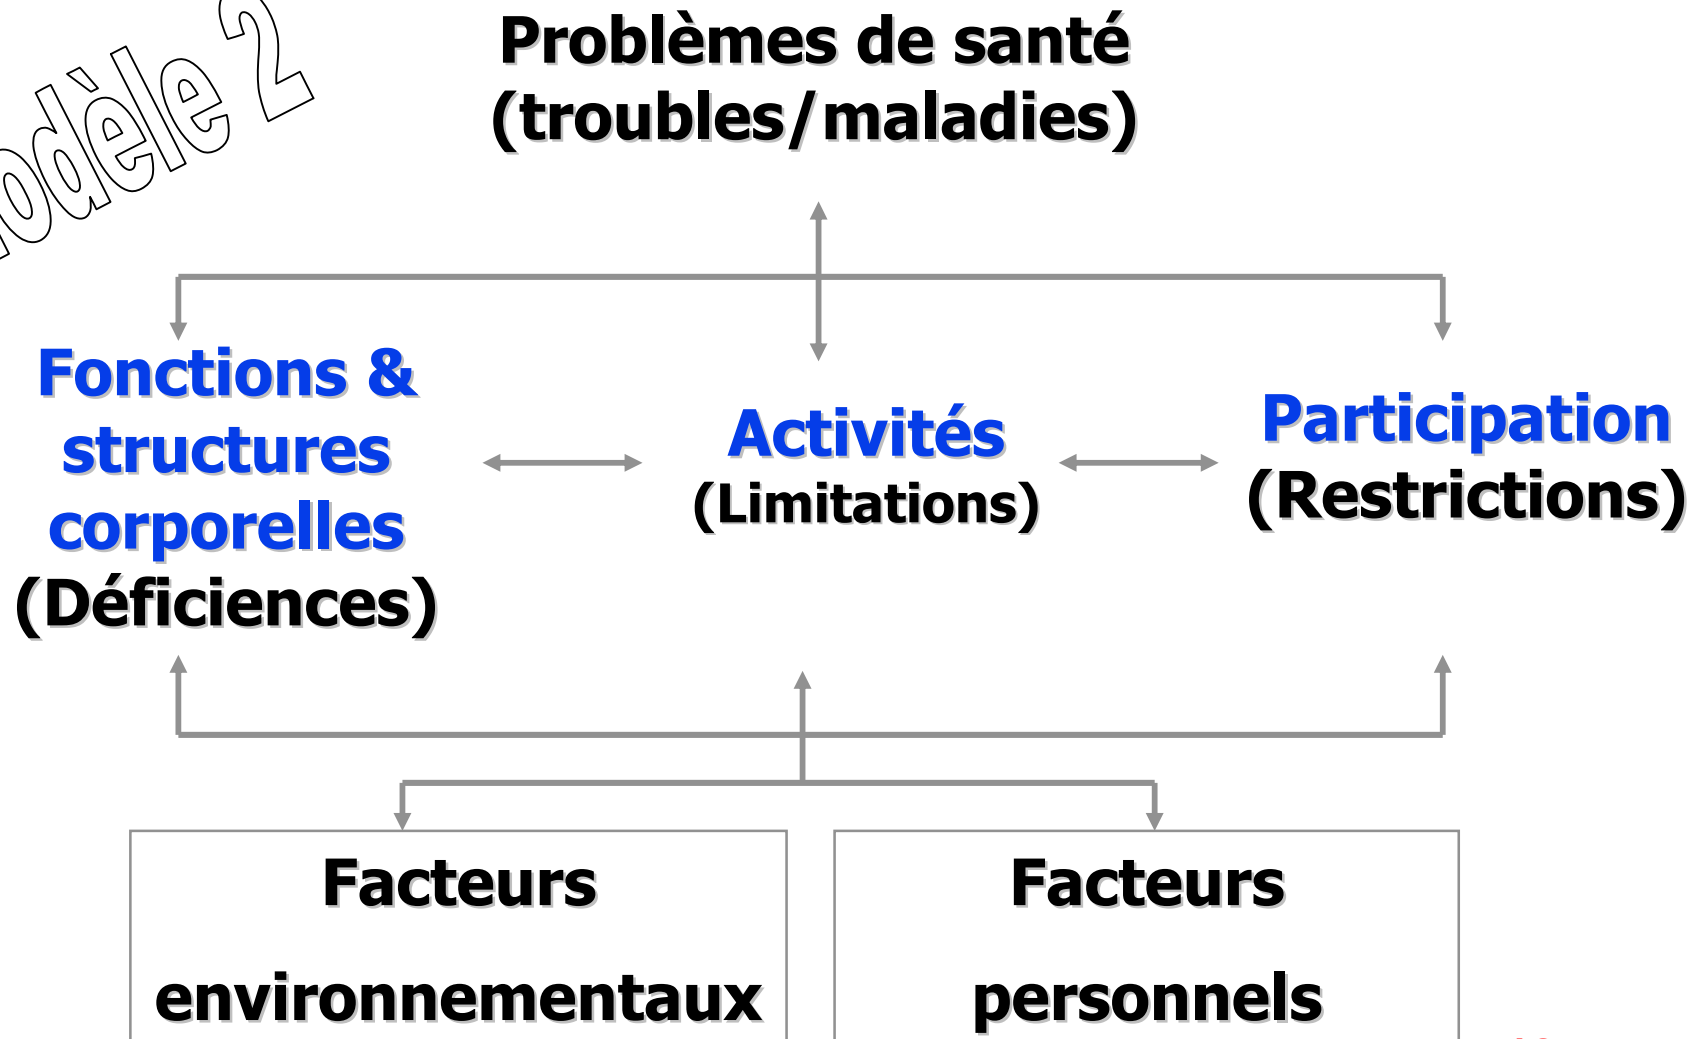 odèle 2
Problèmes de santé
(troubles/maladies)
Fonctions &
structures
corporelles
(Déficiences)
Activités
(Limitations)
Participation
(Restrictions)
Facteurs
environnementaux
Facteurs
personnels